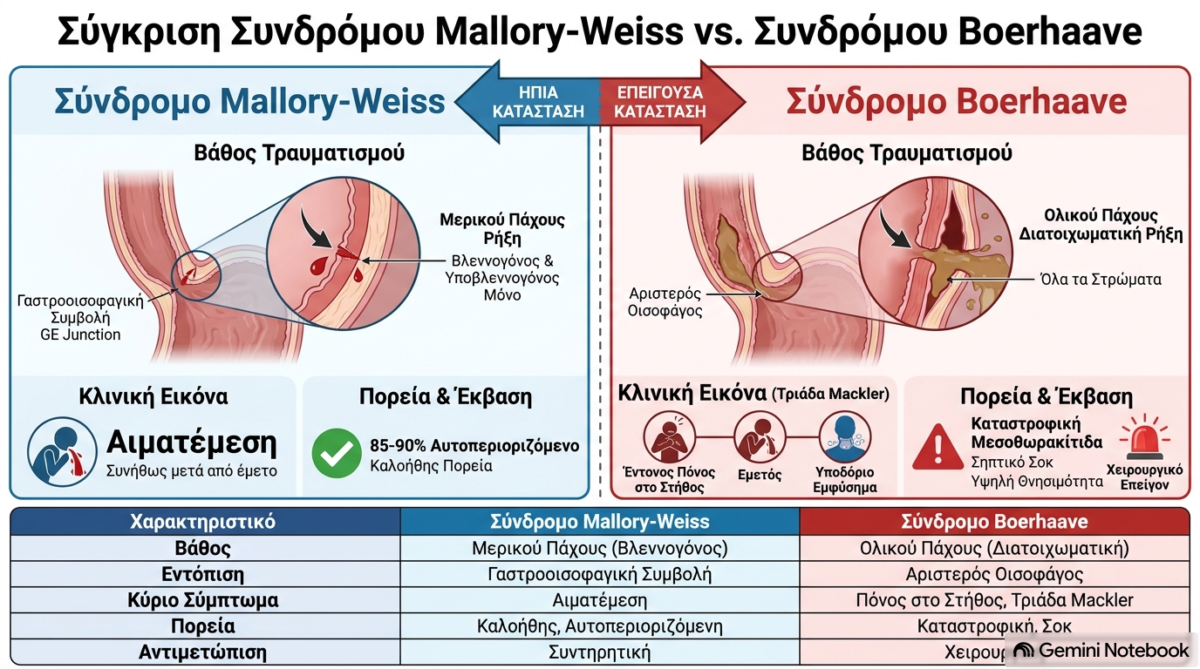 Σύγκριση Συνδρόμου Mallory-Weiss vs. Συνδρόμου Boerhaave
Σύνδρομο Mallory-Weiss
ΗΠΙΑ
ΚΑΤΑΣΤΑΣΗ
ΕΠΕΙΓΟΥΣΑ
ΚΑΤΑΣΤΑΣΗ
Σύνδρομο Boerhaave
Βάθος Τραυματισμού
Μερικού Πάχους
Ρήξη
Βλεννογόνος &
Υποβλεννογόνος
Μόνο
Γαστροοισοφαγική
Συμβολή
GE Junction
Βάθος Τραυματισμού
Ολικού Πάχους
Διατοιχωματική Ρήξη
Όλα τα Στρώματα
Αριστερός
Οισοφάγος
Κλινική Εικόνα
Αιματέμεση
Συνήθως μετά από έμετο
Πορεία & Έκβαση
85-90% Αυτοπεριοριζόμενο
Καλοήθης Πορεία
Κλινική Εικόνα (Τριάδα Mackler)
Έντονος Πόνος
στο Στήθος
Εμετός
Υποδόριο
Εμφύσημα
Πορεία & Έκβαση
Καταστροφική
Μεσοθωρακίτιδα
Σηπτικό Σοκ
Υψηλή Θνησιμότητα
Χειρουργικό
Επείγον
Χαρακτηριστικό Σύνδρομο Mallory-Weiss Σύνδρομο Boerhaave
Βάθος Μερικού Πάχους (Βλεννογόνος) Ολικού Πάχους (Διατοιχωματική)
Εντόπιση Γαστροοισοφαγική Συμβολή Αριστερός Οισοφάγος
Κύριο Σύμπτωμα Αιματέμεση Πόνος στο Στήθος, Τριάδα Mackler
Πορεία Καλοήθης, Αυτοπεριοριζόμενη Καταστροφική, Σοκ
Αντιμετώπιση Συντηρητική
Gemini Notebook